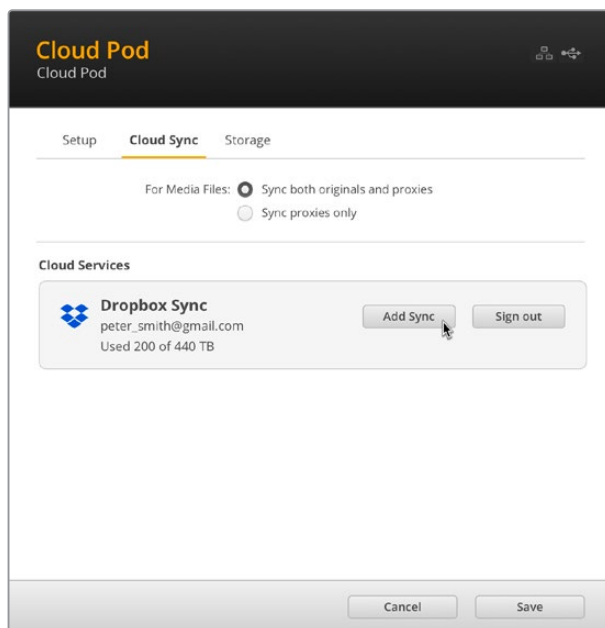 Cloud Pod
Cloud Pod
Setup Cloud Sync Storage
For Media Files: Sync both originals and proxies
Sync proxies only
Cloud Services
Dropbox Sync
peter_smith@gmail.com
Used 200 of 440 TB
Add Sync Sign out
Cancel Save